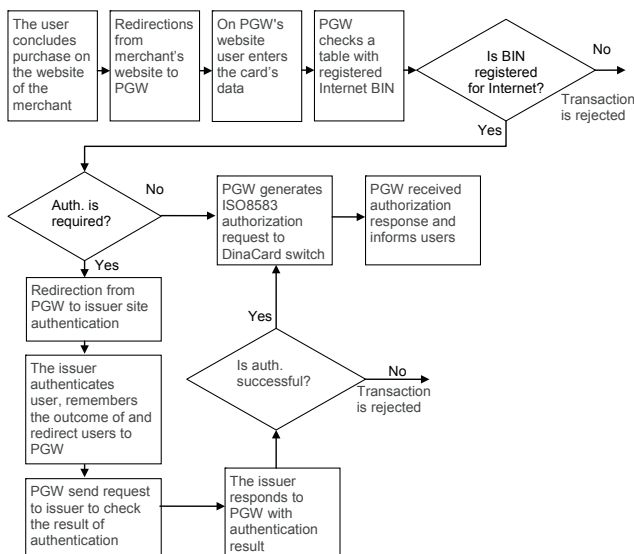 The user
concludes
purchase on
the website
of the
merchant
Redirections
from
merchant's
website to
PGW
On PGW's
website
user enters
the card's
data
PGW
checks a
table with
registered
Internet BIN
Is BIN
registered
for Internet?
No
Transaction
is rejected
Yes
Auth. is
required?
No
PGW generates
ISO8583
authorization
request to
DinaCard switch
PGW received
authorization
response and
informs users
Yes
Redirection from
PGW to issuer site
authentication
The issuer
authenticates
user, remembers
the outcome of and
redirect users to
PGW
PGW send request
to issuer to check
the result of
authentication
The issuer
responds to
PGW with
authentication
result
Is auth.
successful?
Yes
No
Transaction
is rejected